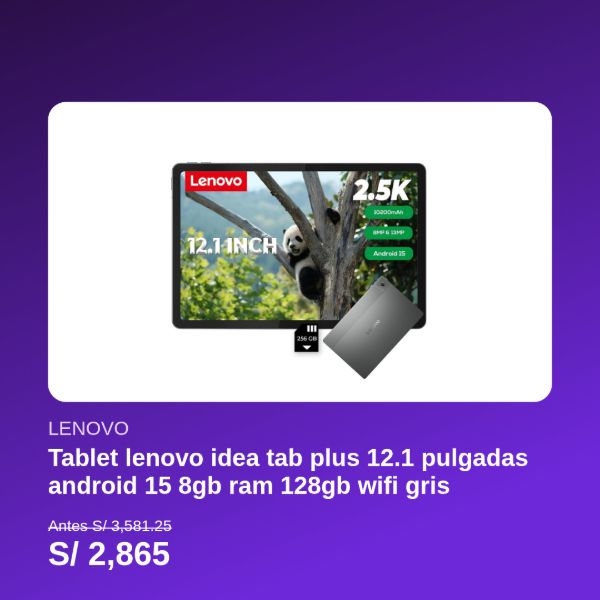 Lenovo
2.5K
10200mAh
12.1 INCH
8MP & 13MP
Android 15
256 GB
Lenovo
LENOVO
Tablet lenovo idea tab plus 12.1 pulgadas
android 15 8gb ram 128gb wifi gris
Antes S/ 3,581.25
S/ 2,865